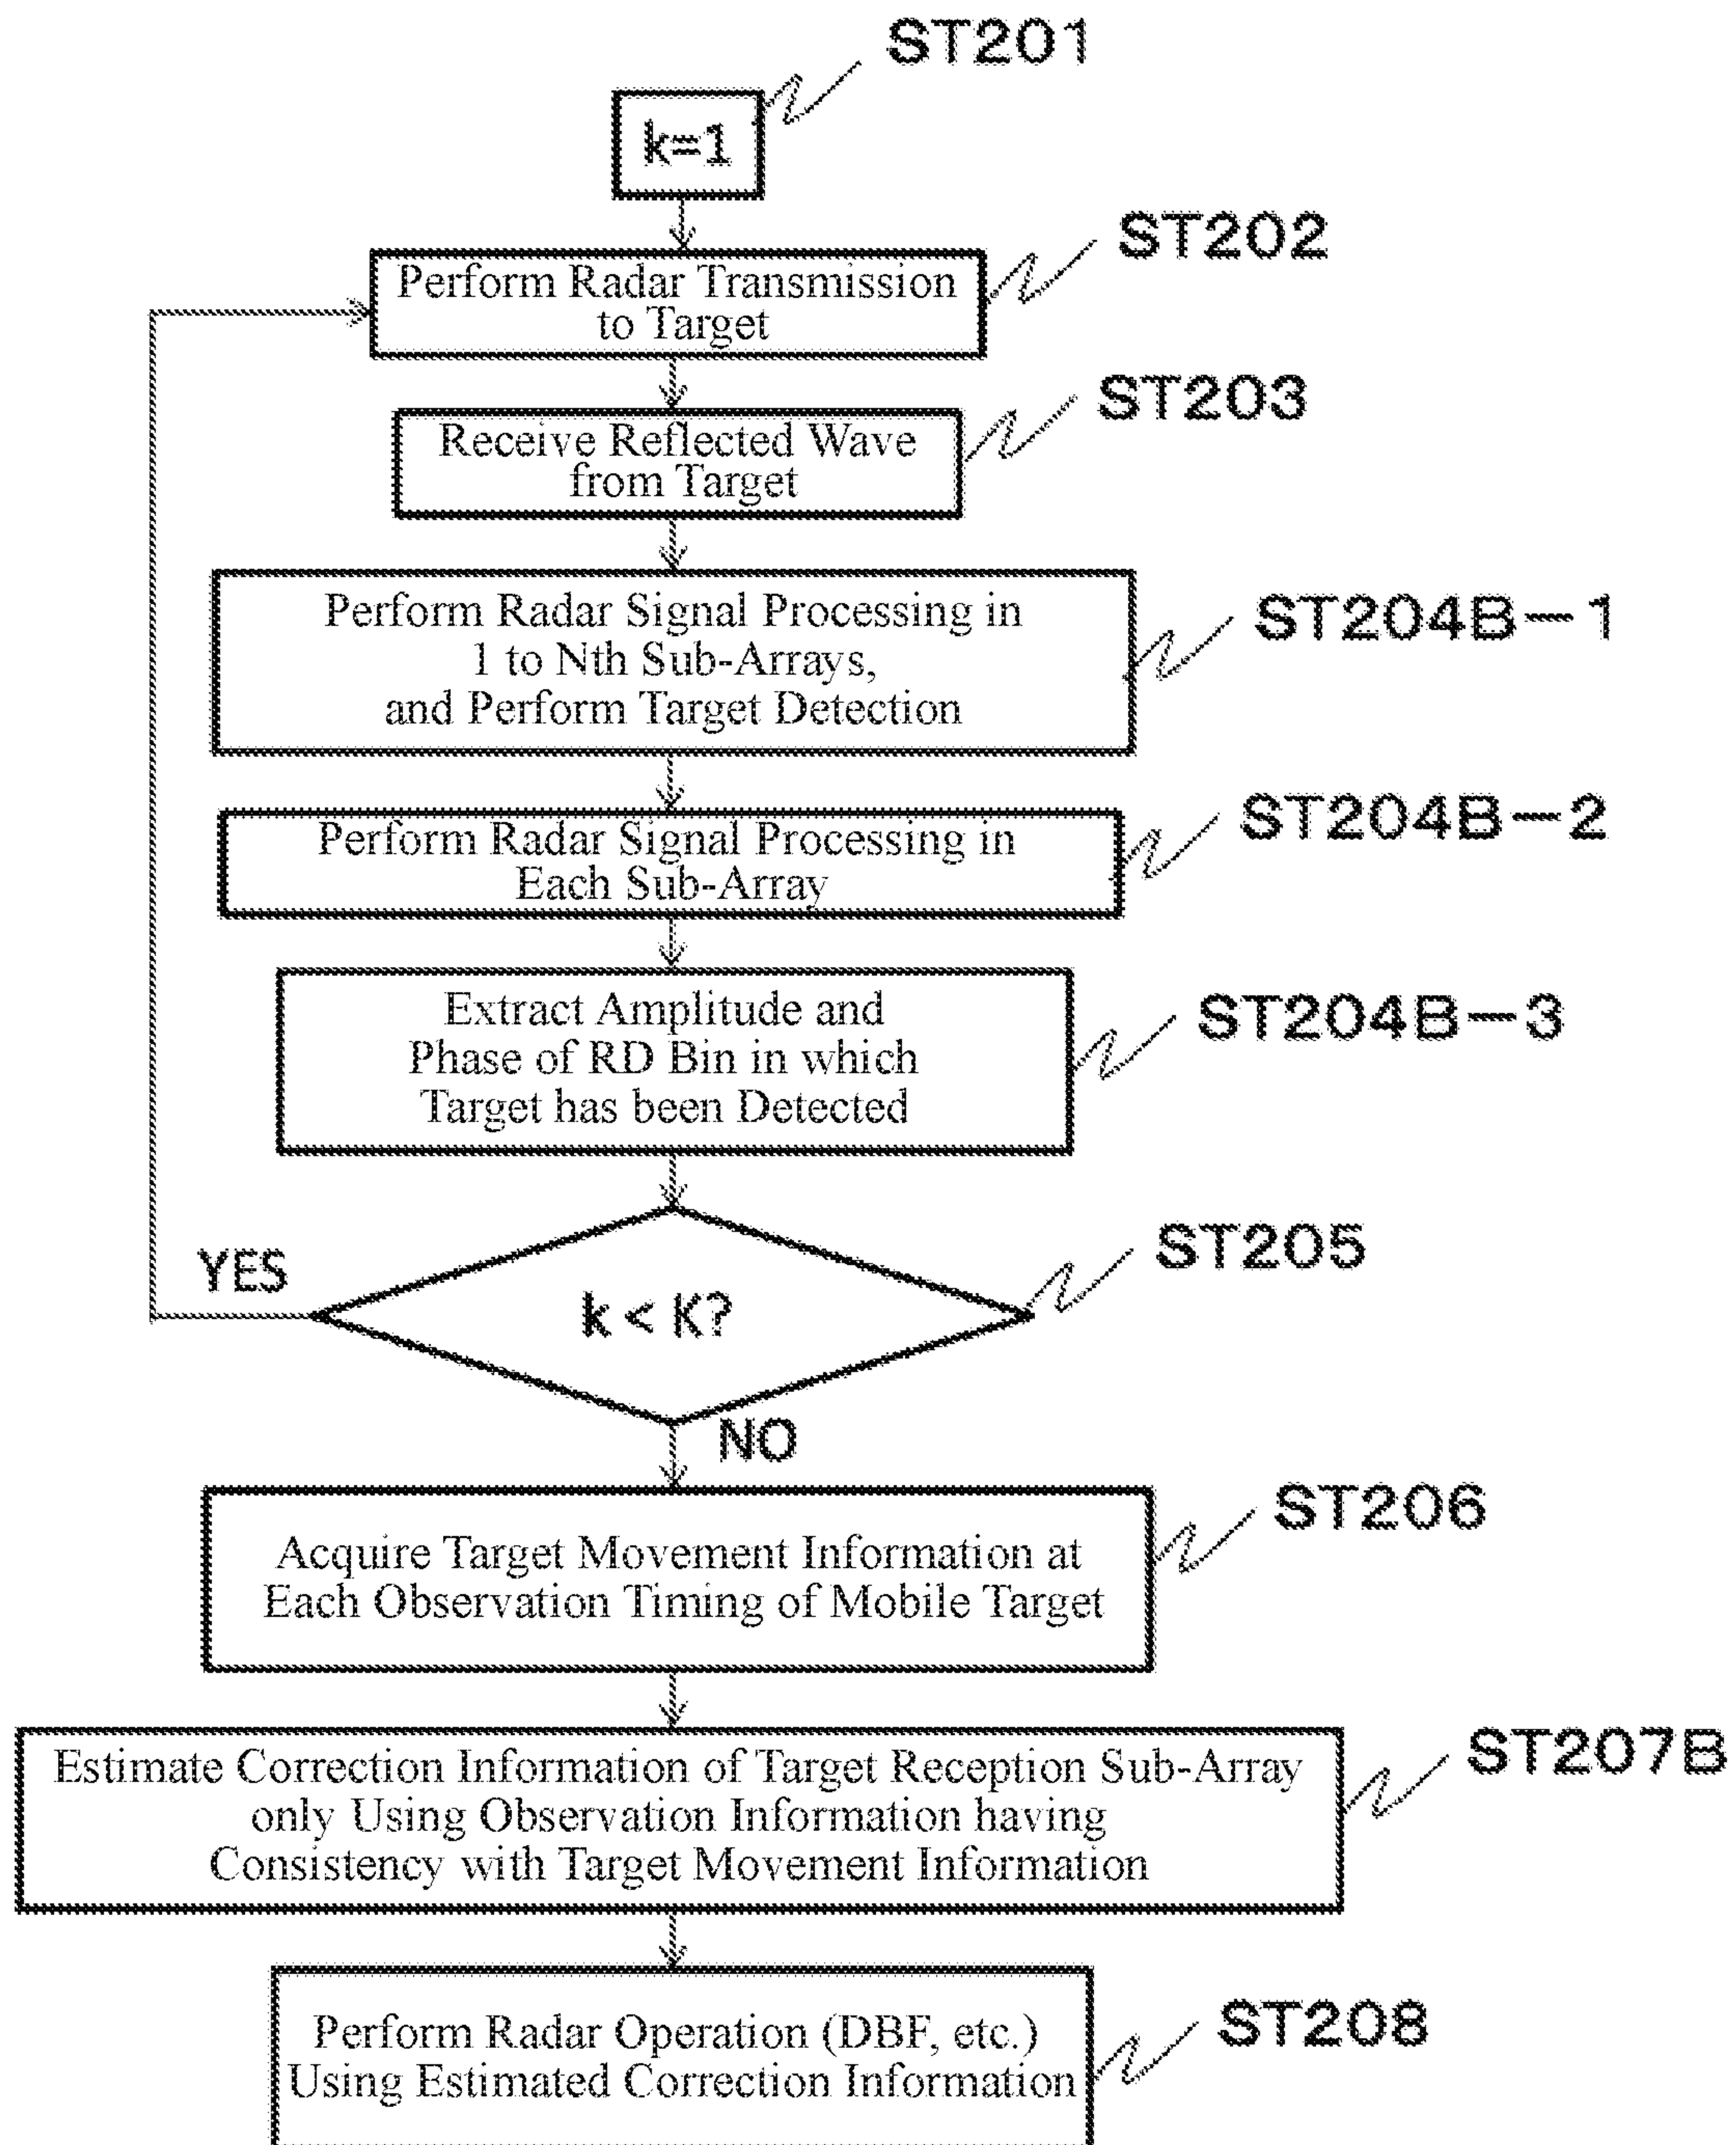 ST201
k=1
ST202
Perform Radar Transmission
to Target
ST203
Receive Reflected Wave
from Target
ST204B-1
Perform Radar Signal Processing in
1 to Nth Sub-Arrays,
and Perform Target Detection
ST204B-2
Perform Radar Signal Processing in
Each Sub-Array
ST204B-3
Extract Amplitude and
Phase of RD Bin in which
Target has been Detected
ST205
YES
k < K?
NO
ST206
Acquire Target Movement Information at
Each Observation Timing of Mobile Target
ST207B
Estimate Correction Information of Target Reception Sub-Array
only Using Observation Information having
Consistency with Target Movement Information
ST208
Perform Radar Operation (DBF, etc.)
Using Estimated Correction Information